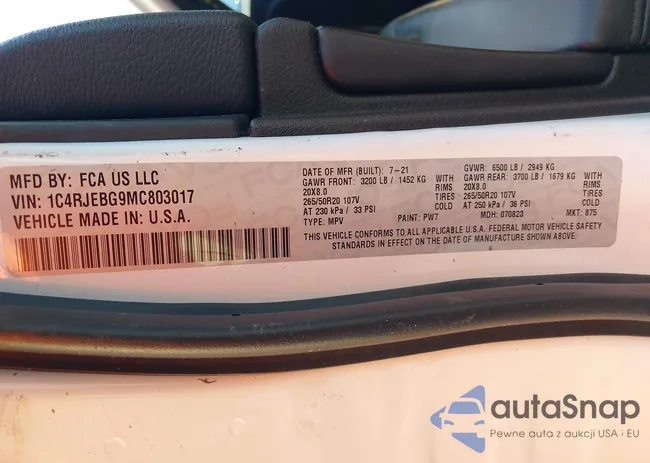 MFD BY: FCA US LLC
VIN: 1C4RJEBG9MC803017
VEHICLE MADE IN U.S.A.
DATE OF MFR (BUILT): 7-21
GVWR: 6500 LB / 2949 KG
GAWR FRONT: 3200 LB / 1452 KG WITH
GAWR REAR: 3700 LB / 1679 KG WITH
20X8.0 RIMS
20X8.0 RIMS
265/50R20 107V TIRES
265/50R20 107V TIRES
AT 230 kPa / 33 PSI COLD
AT 250 kPa / 36 PSI COLD
TYPE: MPV PAINT: PW7 MDH: 070823 MKT: 875
THIS VEHICLE CONFORMS TO ALL APPLICABLE U.S.A. FEDERAL MOTOR VEHICLE SAFETY
STANDARDS IN EFFECT ON THE DATE OF MANUFACTURE SHOWN ABOVE
autaSnap
Pewne auta z aukcji USA i EU